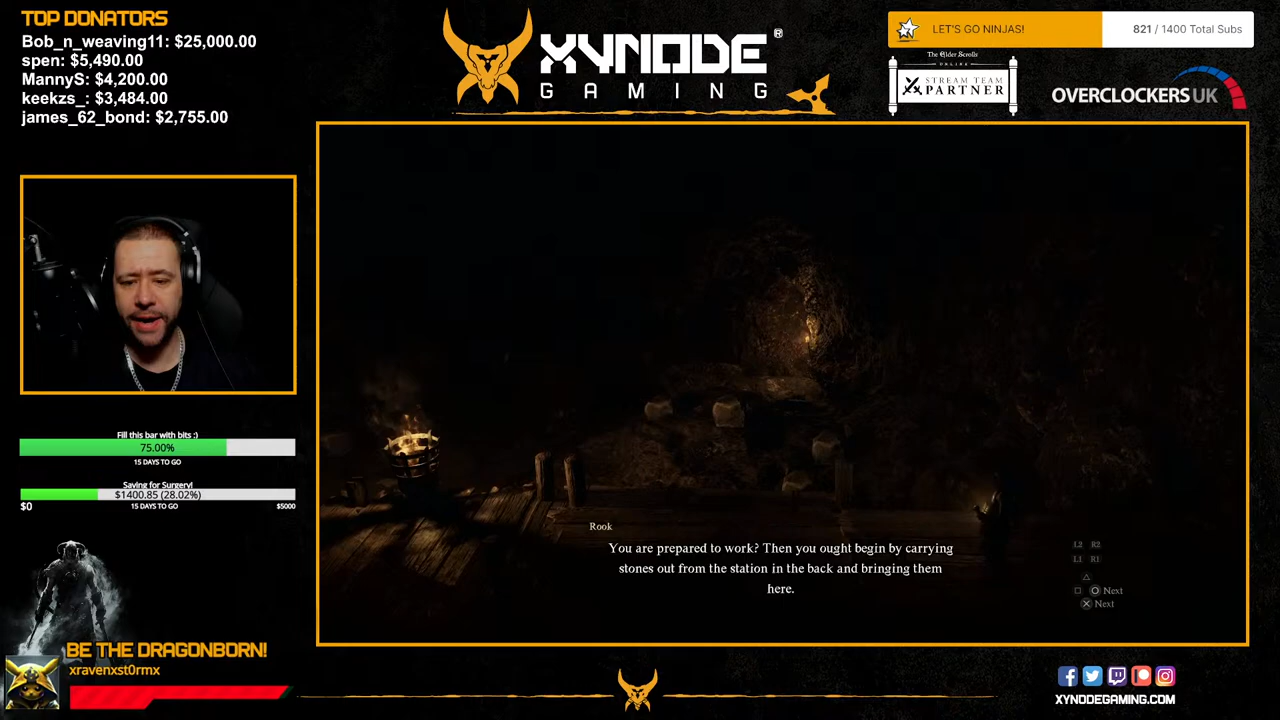 TOP DONATORS
Bob_n_weaving11: $25,000.00
spen: $5,490.00
MannyS: $4,200.00
keekzs_: $3,484.00
james_62_bond: $2,755.00
XYNODE ®
GAMING
LET'S GO NINJAS!
821 / 1400 Total Subs
The Elder Scrolls
ONLINE
STREAM TEAM
PARTNER
OVERCLOCKERS UK
Fill this bar with bits :)
75.00%
15 DAYS TO GO
Saving for Surgery!
$1400.85 (28.02%)
$0
15 DAYS TO GO
$5000
Rook
You are prepared to work? Then you ought begin by carrying
stones out from the station in the back and bringing them
here.
L2 R2
L1 R1
Next
Next
BE THE DRAGONBORN!
xravenxst0rmx
XYNODEGAMING.COM